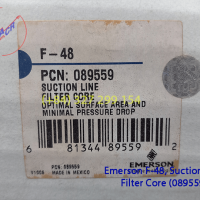 F-48
PCN: 089559
SUCTION LINE
FILTER CORE
OPTIMAL SURFACE AREA AND
MINIMAL PRESSURE DROP
6 81344 89559 2
PCN 089559
MADE IN MEXICO
EMERSON
Emerson F-48, Suction
Filter Core (08955